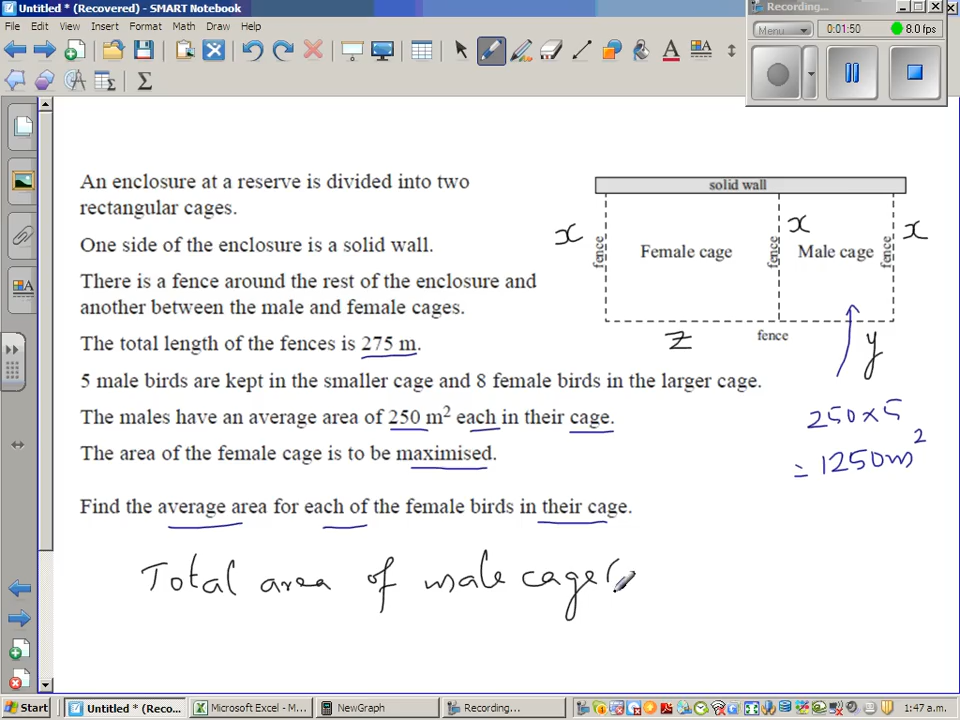 Untitled * (Recovered) - SMART Notebook
File Edit View Insert Format Tools Draw Help
Recording...
Menu
0:01:50
8.0 fps
An enclosure at a reserve is divided into two
rectangular cages.
One side of the enclosure is a solid wall.
There is a fence around the rest of the enclosure and
another between the male and female cages.
The total length of the fences is 275 m.
5 male birds are kept in the smaller cage and 8 female birds in the larger cage.
The males have an average area of 250 m² each in their cage.
The area of the female cage is to be maximised.
Find the average area for each of the female birds in their cage.
solid wall
x
fence
Female cage
x
fence
Male cage
fence
x
z
fence
y
250 × 5
= 1250m²
Total area of male cage (
Start
Untitled * (Reco...
Microsoft Excel - M...
NewGraph
Recording...
1:47 a.m.